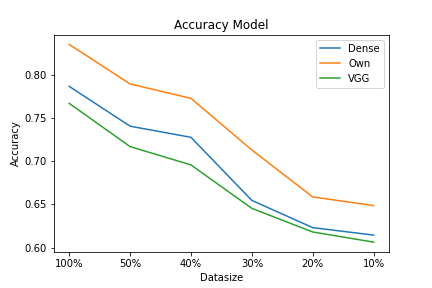 Accuracy Model
Dense
Own
VGG
Accuracy
0.80
0.75
0.70
0.65
0.60
100% 50% 40% 30% 20% 10%
Datasize